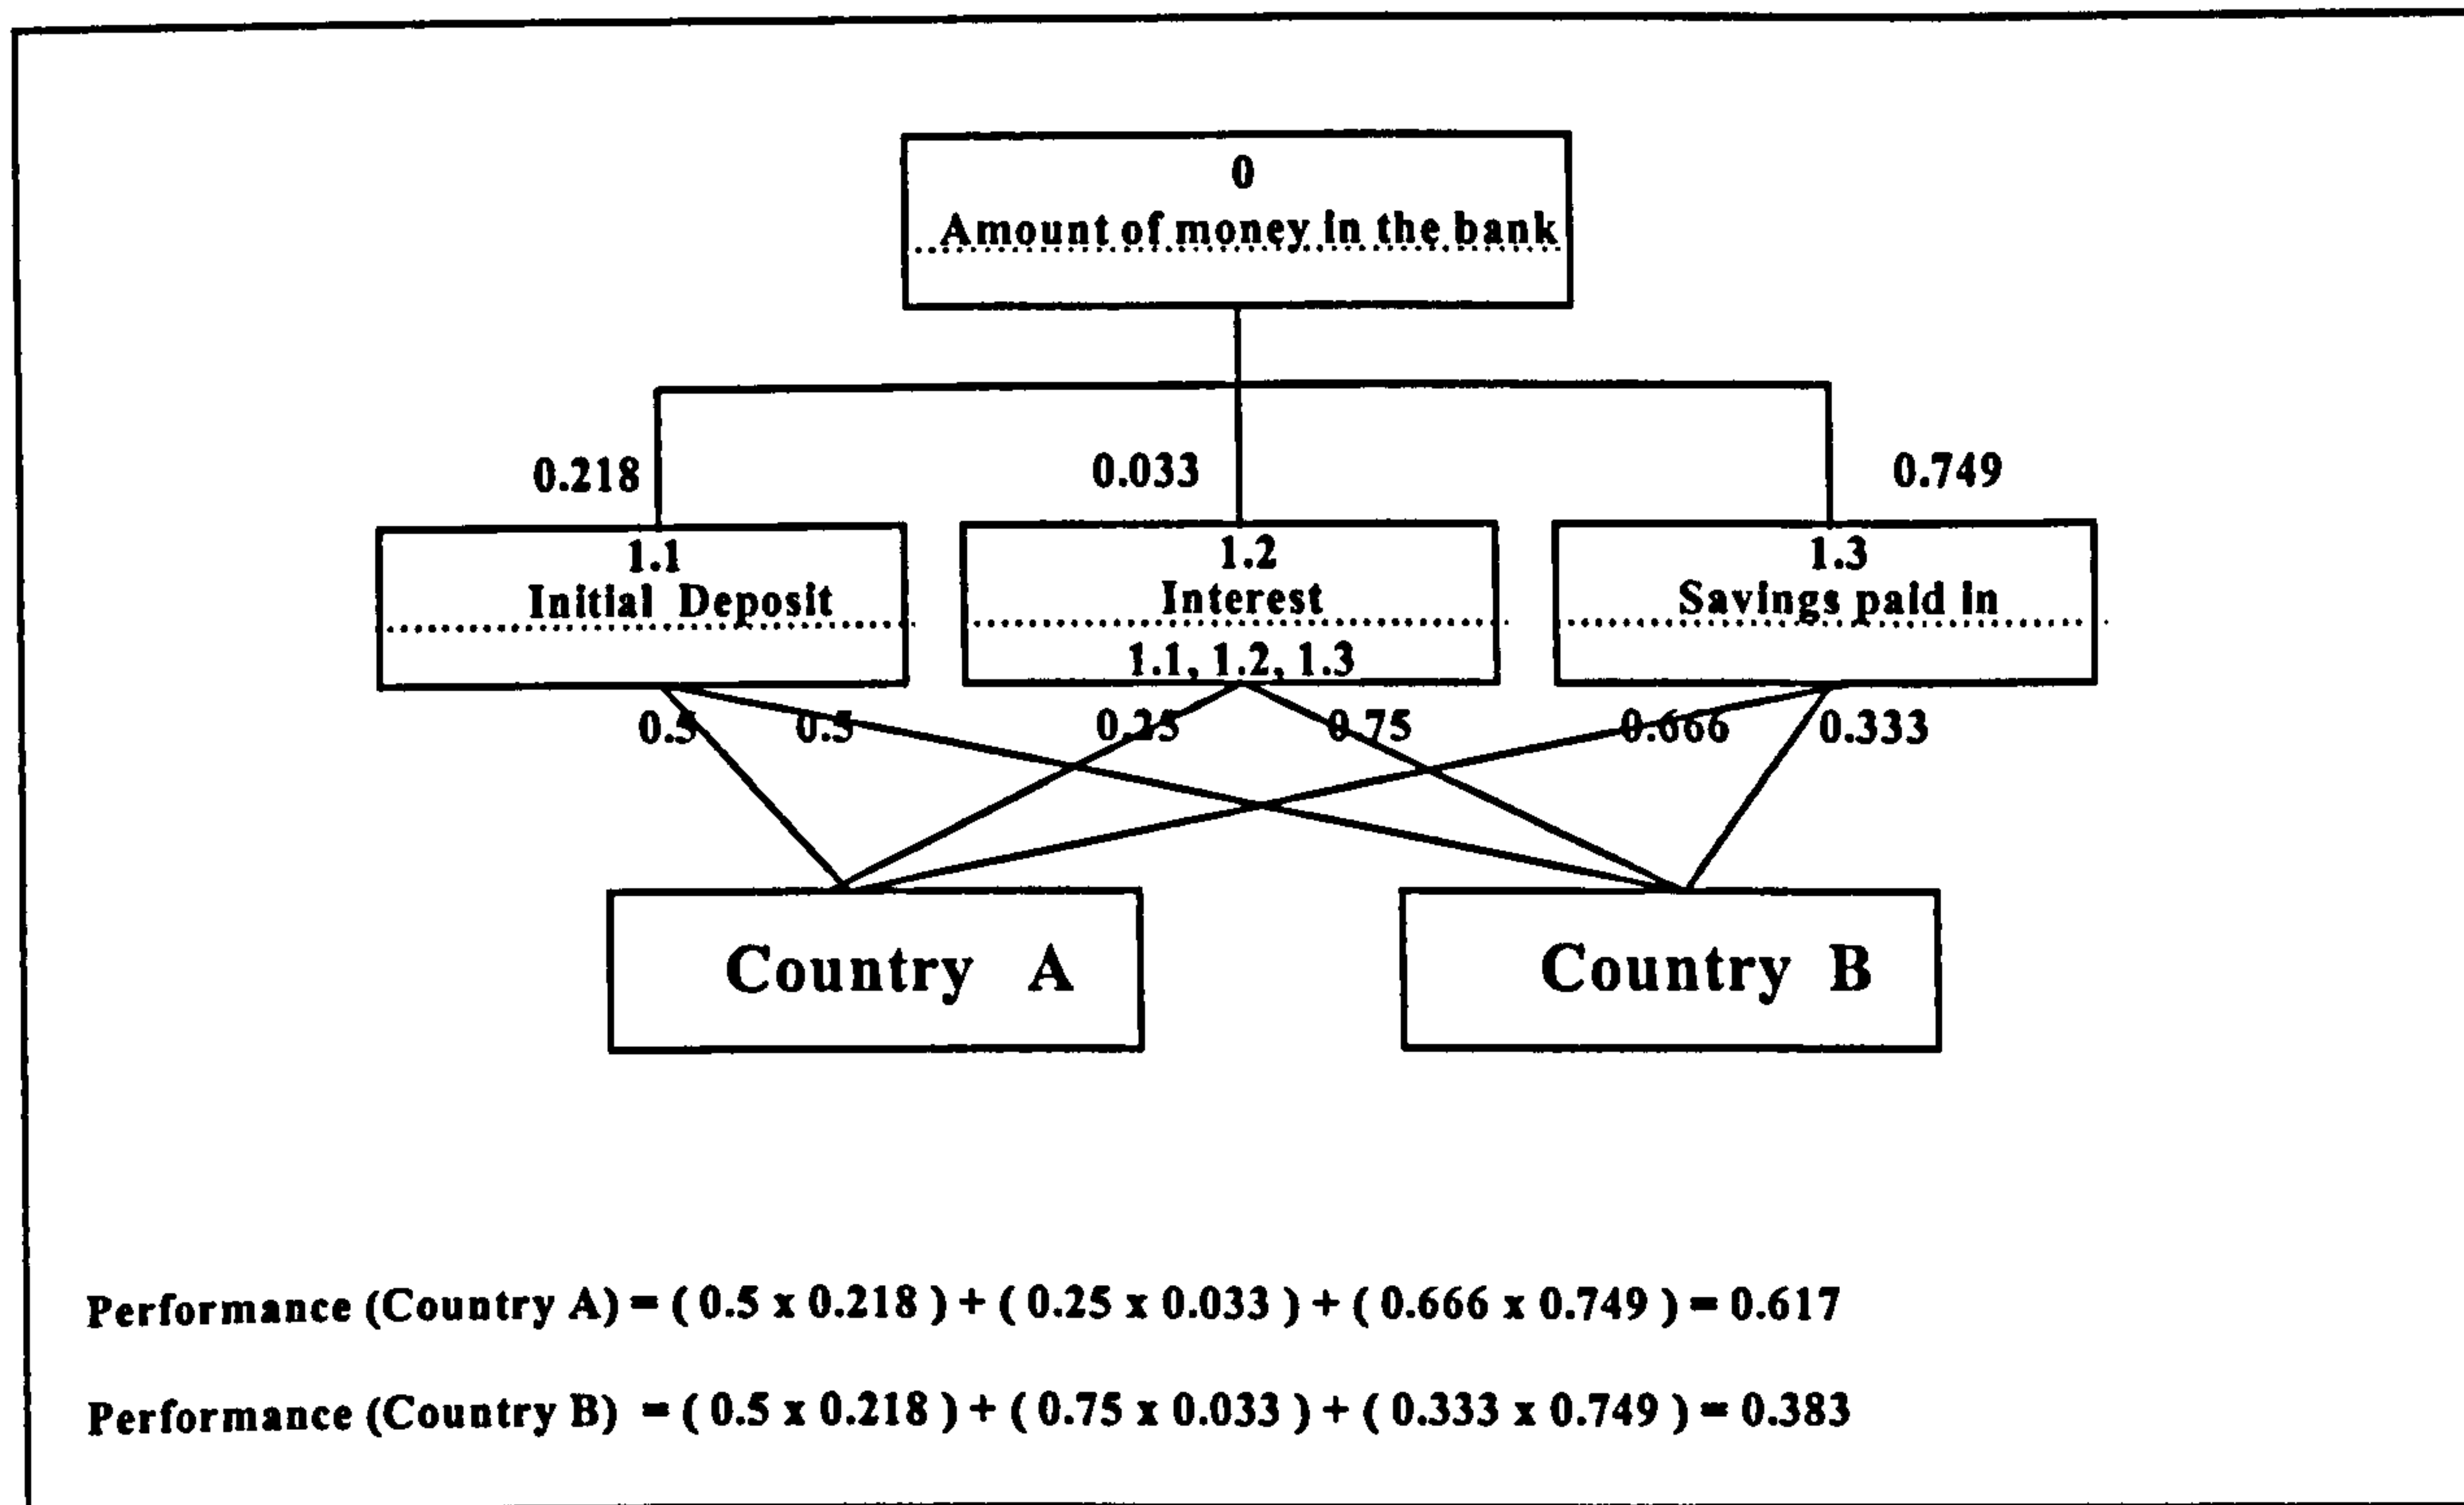 0
Amount of money in the bank
0.218 0.033 0.749
1.1
Initial Deposit
1.2
Interest
1.1, 1.2, 1.3
1.3
Savings paid in
0.5 0.5 0.25 0.75 0.666 0.333
Country A
Country B
Performance (Country A) = ( 0.5 x 0.218 ) + ( 0.25 x 0.033 ) + ( 0.666 x 0.749 ) = 0.617
Performance (Country B) = ( 0.5 x 0.218 ) + ( 0.75 x 0.033 ) + ( 0.333 x 0.749 ) = 0.383